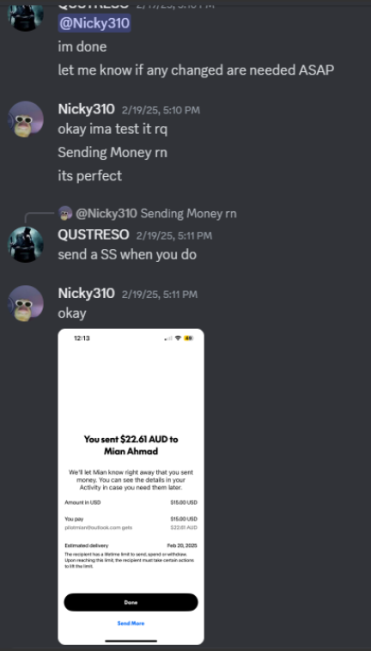 QUSTRESO 2/19/25, 5:10 PM
@Nicky310
im done
let me know if any changed are needed ASAP
Nicky310 2/19/25, 5:10 PM
okay ima test it rq
Sending Money rn
its perfect
@Nicky310 Sending Money rn
QUSTRESO 2/19/25, 5:11 PM
send a SS when you do
Nicky310 2/19/25, 5:11 PM
okay
12:13
You sent $22.61 AUD to
Mian Ahmad
We'll let Mian know right away that you sent
money. You can see the details in your
Activity in case you need them later.
Amount in USD $15.00 USD
You pay $15.00 USD
gets $22.61 AUD
Estimated delivery Feb 20, 2025
The recipient has a lifetime limit to send, spend or withdraw.
Upon reaching this limit, the recipient must take certain actions
to lift the limit.
Done
Send More